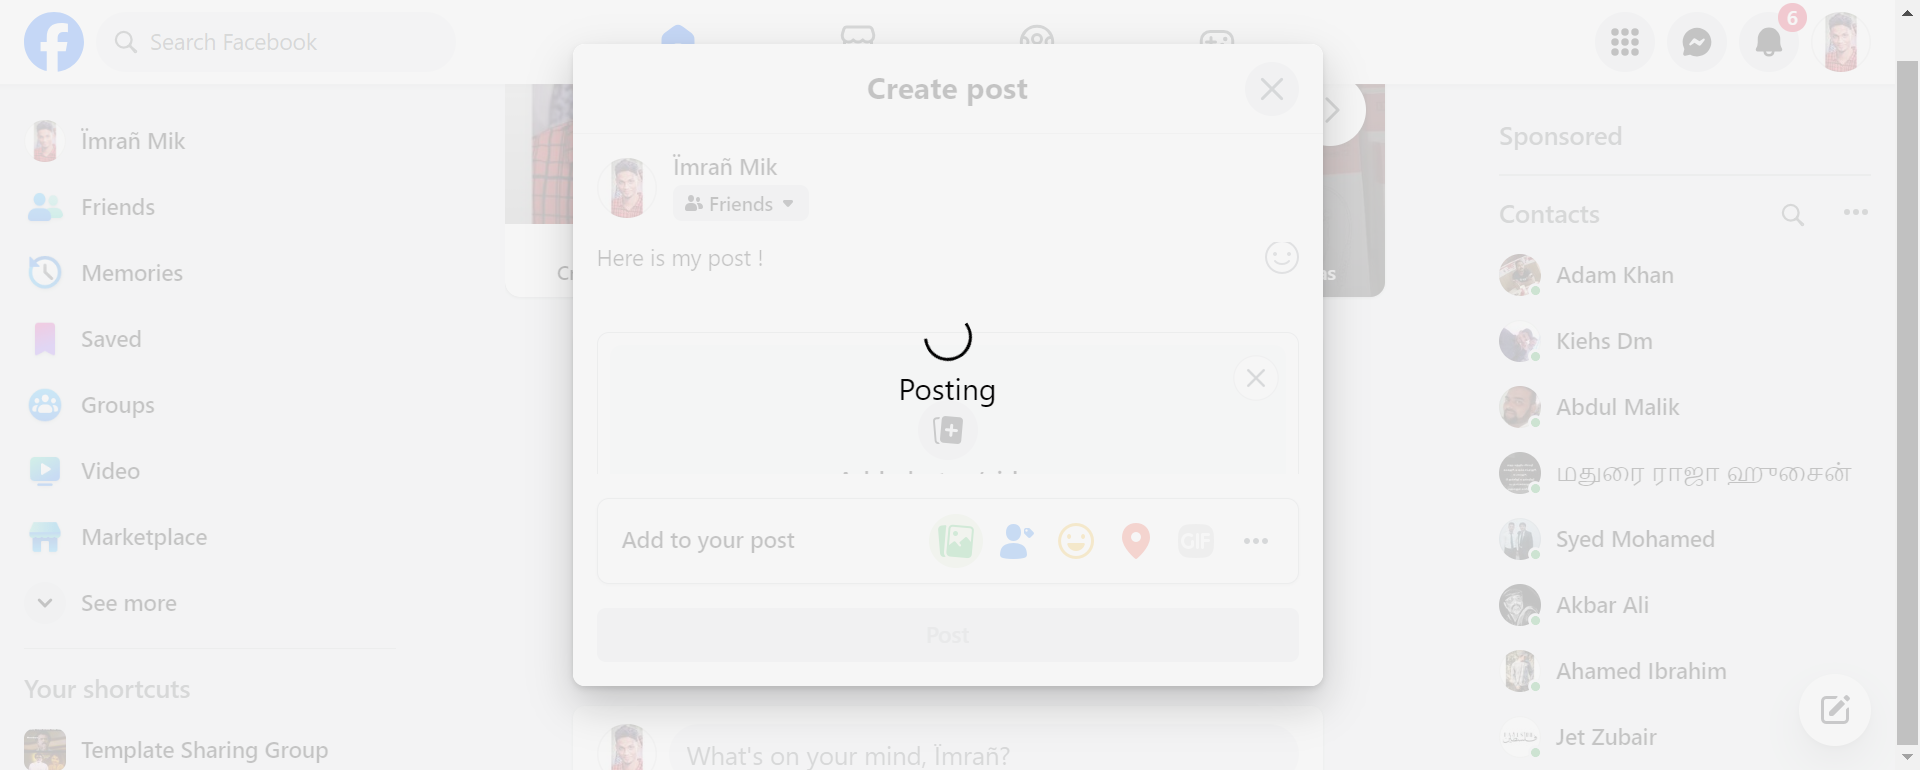 Search Facebook
6
Ïmrañ Mik
Friends
Memories
Saved
Groups
Video
Marketplace
See more
Your shortcuts
Template Sharing Group
Create post
Ïmrañ Mik
Friends
Here is my post !
Posting
Add to your post
GIF
Post
What's on your mind, Ïmrañ?
Sponsored
Contacts
Adam Khan
Kiehs Dm
Abdul Malik
மதுரை ராஜா ஹுசைன்
Syed Mohamed
Akbar Ali
Ahamed Ibrahim
Jet Zubair